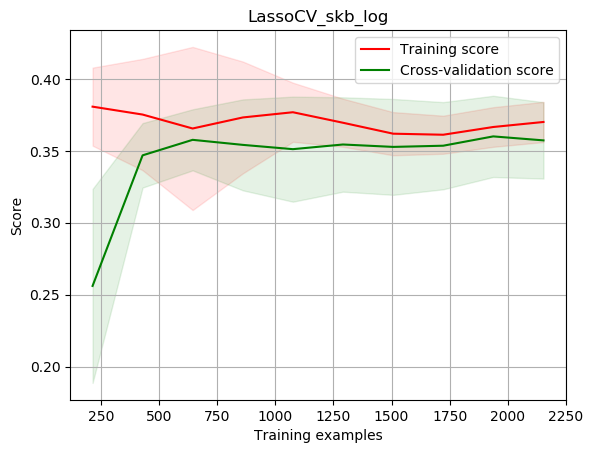 LassoCV_skb_log
Training score
Cross-validation score
0.40
0.35
0.30
0.25
0.20
Score
250 500 750 1000 1250 1500 1750 2000 2250
Training examples